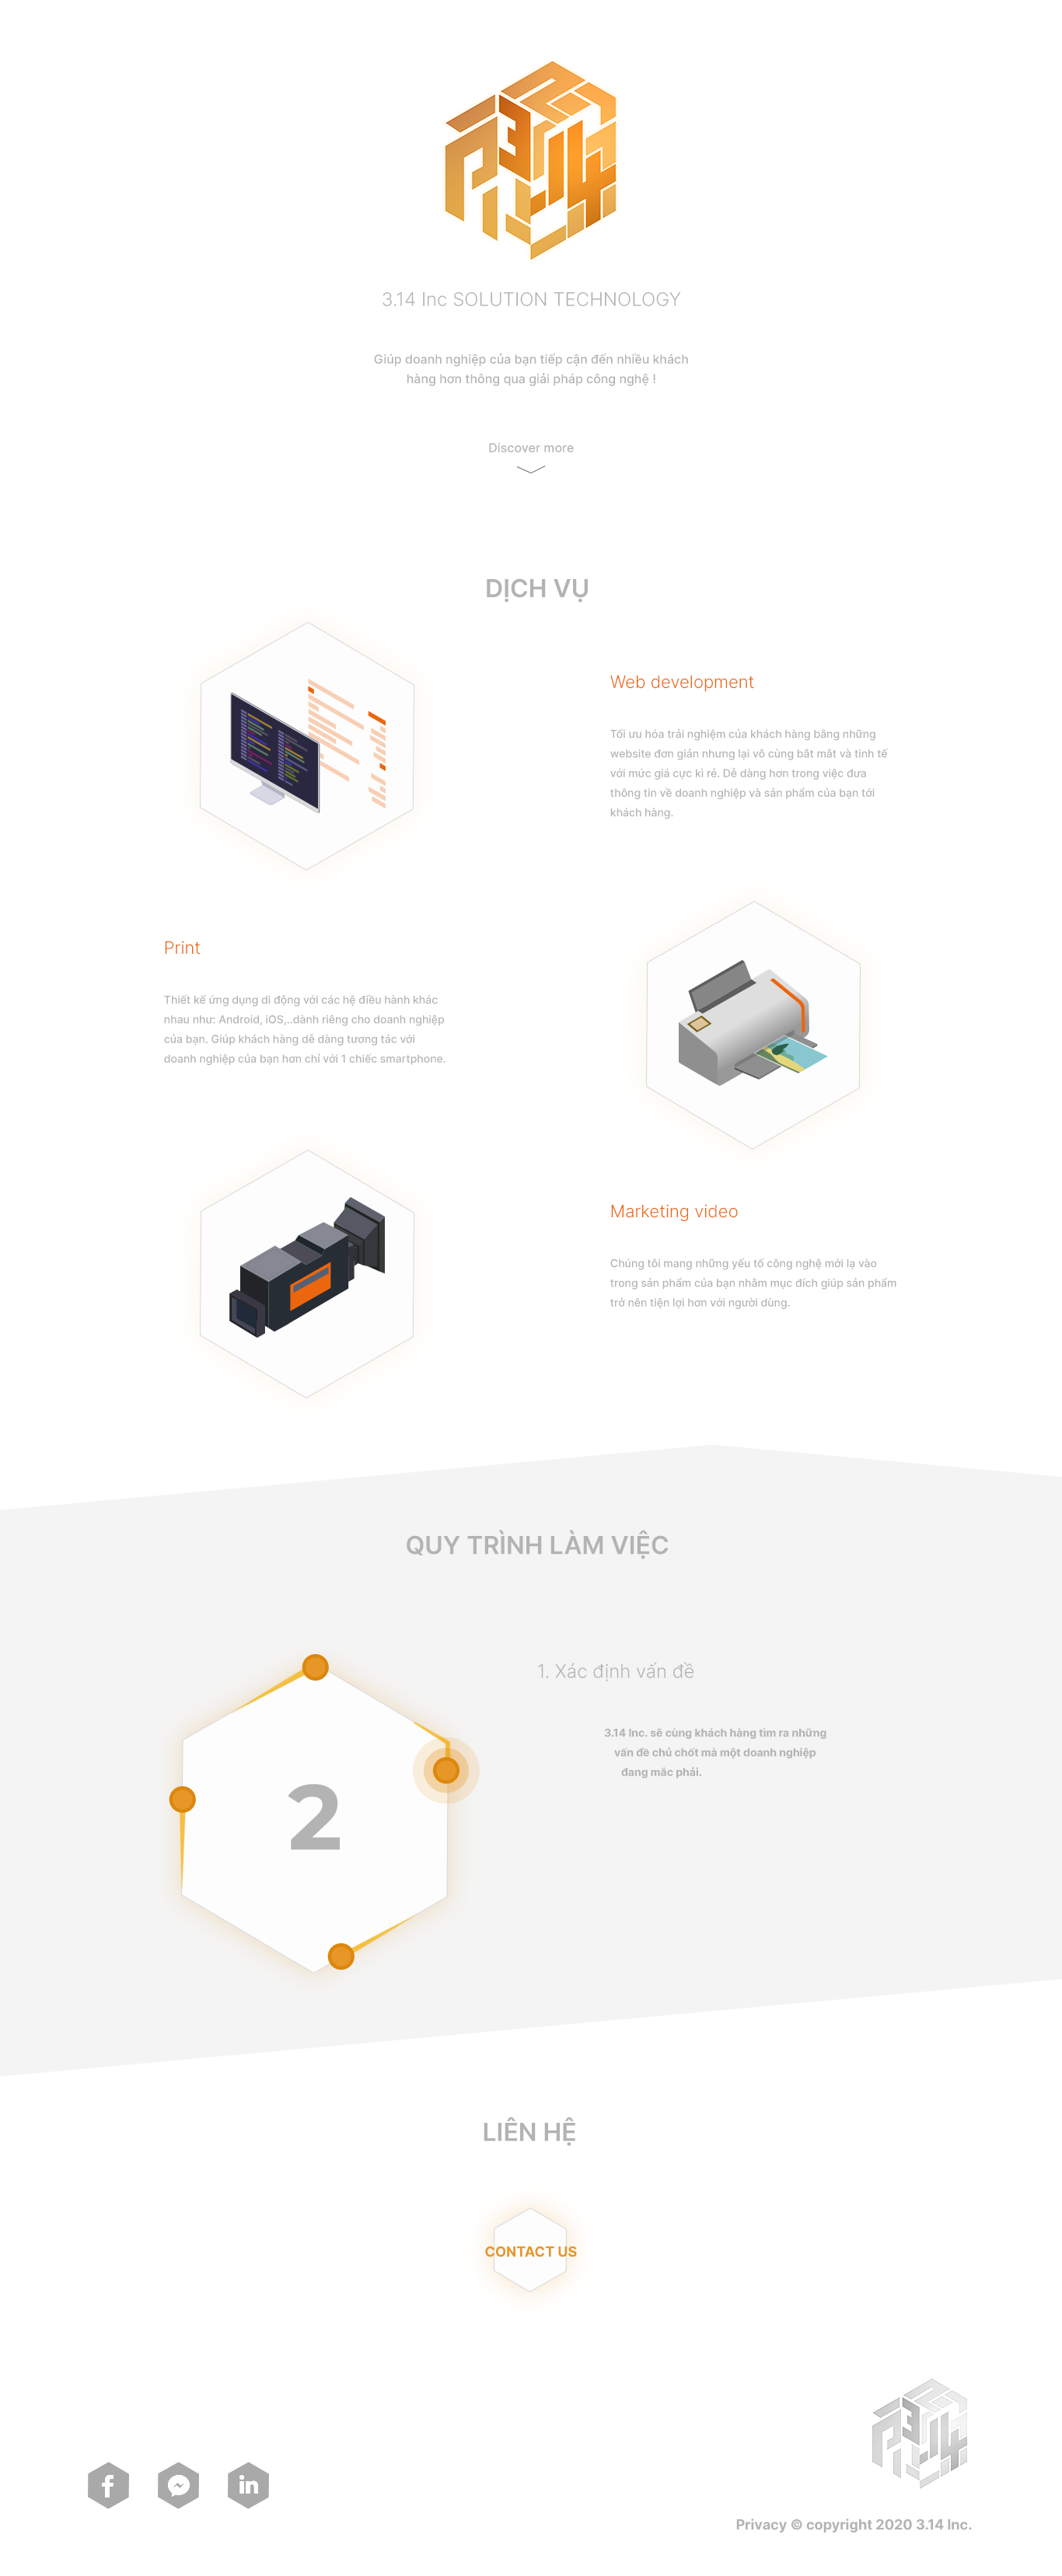 3.14 Inc SOLUTION TECHNOLOGY
Giúp doanh nghiệp của bạn tiếp cận đến nhiều khách
hàng hơn thông qua giải pháp công nghệ !
Discover more
DỊCH VỤ
Web development
Tối ưu hóa trải nghiệm của khách hàng bằng những
website đơn giản nhưng lại vô cùng bắt mắt và tinh tế
với mức giá cực kì rẻ. Dễ dàng hơn trong việc đưa
thông tin về doanh nghiệp và sản phẩm của bạn tới
khách hàng.
Print
Thiết kế ứng dụng di động với các hệ điều hành khác
nhau như: Android, iOS,..dành riêng cho doanh nghiệp
của bạn. Giúp khách hàng dễ dàng tương tác với
doanh nghiệp của bạn hơn chỉ với 1 chiếc smartphone.
Marketing video
Chúng tôi mang những yếu tố công nghệ mới lạ vào
trong sản phẩm của bạn nhằm mục đích giúp sản phẩm
trở nên tiện lợi hơn với người dùng.
QUY TRÌNH LÀM VIỆC
2
1. Xác định vấn đề
3.14 Inc. sẽ cùng khách hàng tìm ra những
vấn đề chủ chốt mà một doanh nghiệp
đang mắc phải.
LIÊN HỆ
CONTACT US
Privacy © copyright 2020 3.14 Inc.